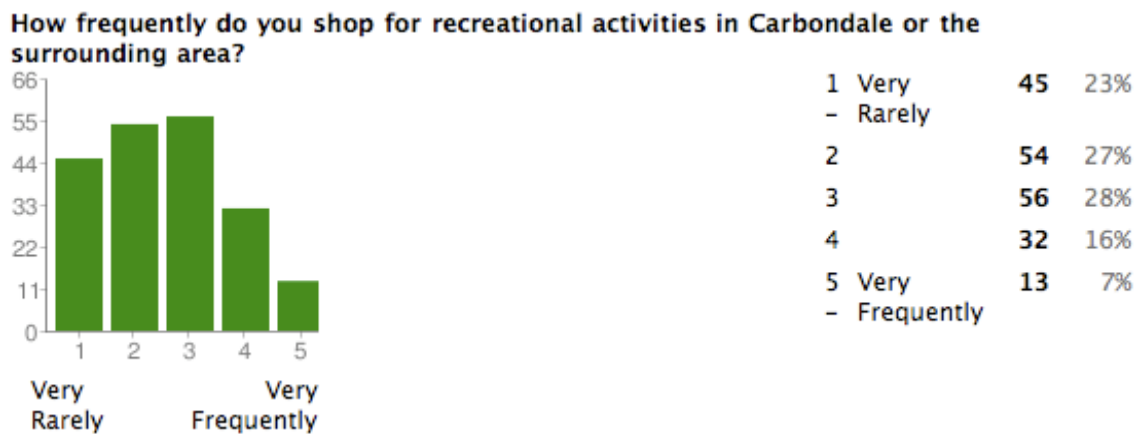 How frequently do you shop for recreational activities in Carbondale or the
surrounding area?
66
55
44
33
22
11
0
1 2 3 4 5
Very Rarely
Very Frequently
1 - Very Rarely 45 23%
2 54 27%
3 56 28%
4 32 16%
5 - Very Frequently 13 7%